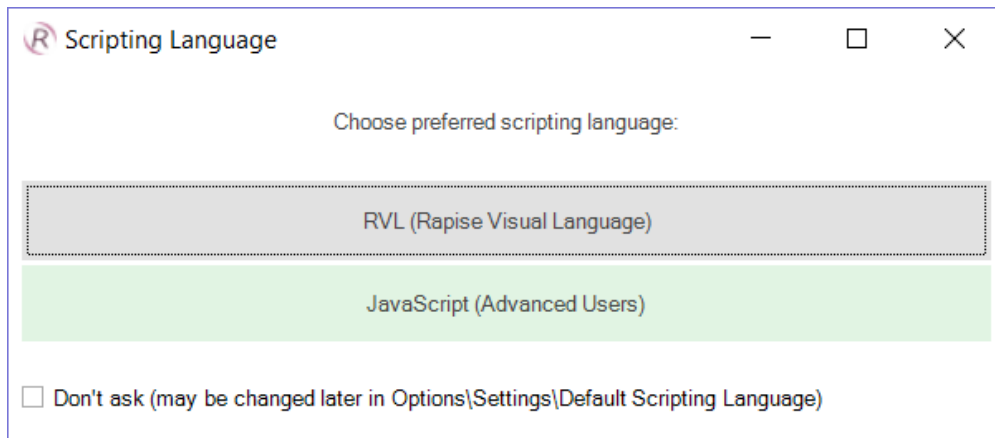 Scripting Language
Choose preferred scripting language:
RVL (Rapise Visual Language)
JavaScript (Advanced Users)
Don't ask (may be changed later in Options\Settings\Default Scripting Language)